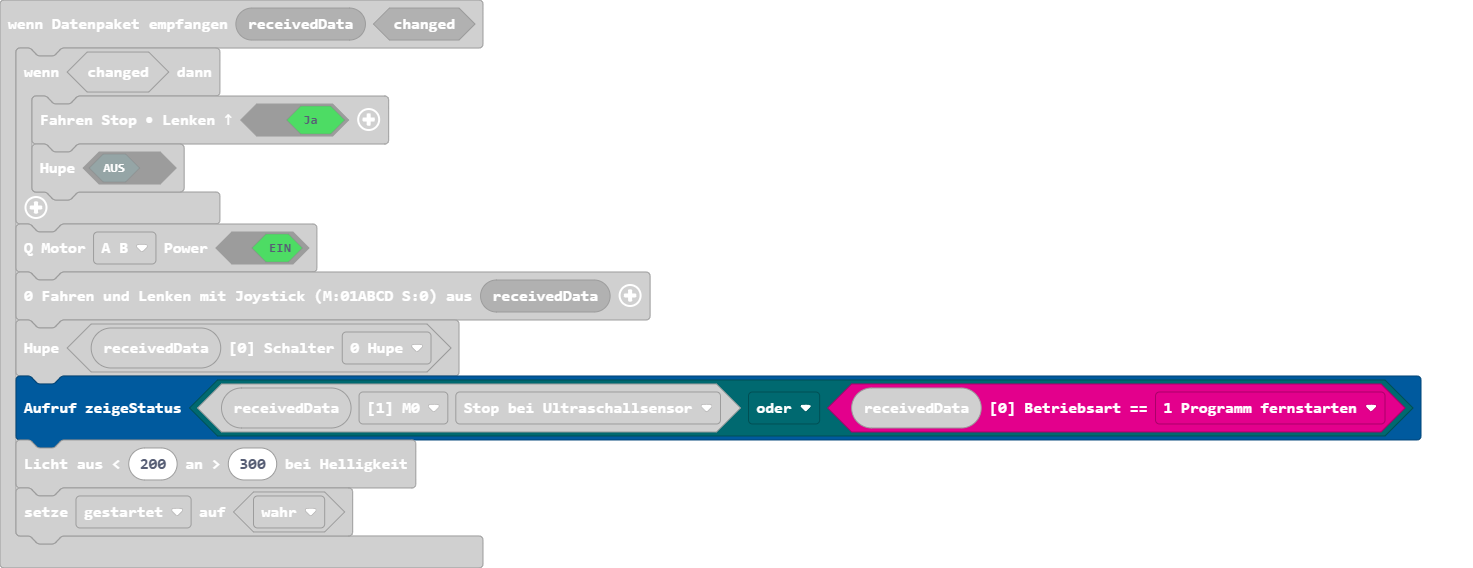 wenn Datenpaket empfangen receivedData changed
wenn changed dann
Fahren Stop • Lenken ↑ Ja
Hupe AUS
Q Motor A B Power EIN
0 Fahren und Lenken mit Joystick (M:01ABCD S:0) aus receivedData
Hupe receivedData [0] Schalter 0 Hupe
Aufruf zeigeStatus receivedData [1] M0 Stop bei Ultraschallsensor oder receivedData [0] Betriebsart == 1 Programm fernstarten
Licht aus < 200 an > 300 bei Helligkeit
setze gestartet auf wahr